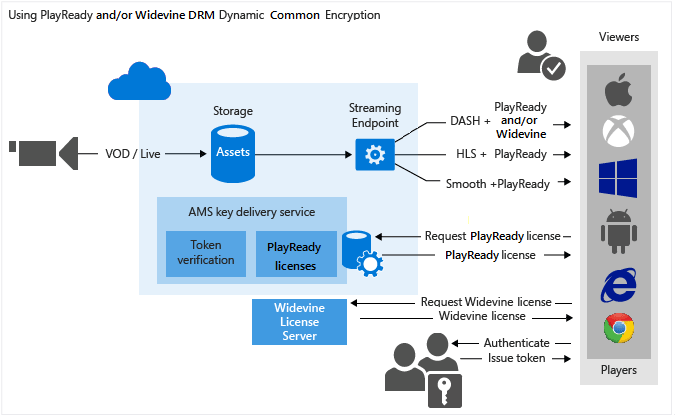 Using PlayReady and/or Widevine DRM Dynamic Common Encryption
Viewers
Storage
Streaming
Endpoint
PlayReady
DASH + and/or
Widevine
VOD / Live
Assets
HLS + PlayReady
Smooth +PlayReady
AMS key delivery service
Token
verification
PlayReady
licenses
Request PlayReady license
PlayReady license
Widevine
License
Server
Request Widevine license
Widevine license
Authenticate
Issue token
Players